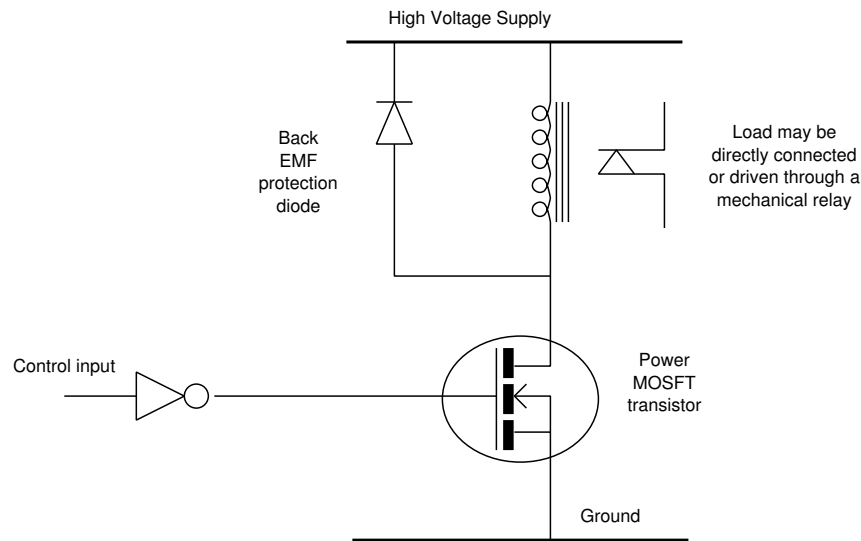 High Voltage Supply
Back
EMF
protection
diode
Load may be
directly connected
or driven through a
mechanical relay
Control input
Power
MOSFT
transistor
Ground